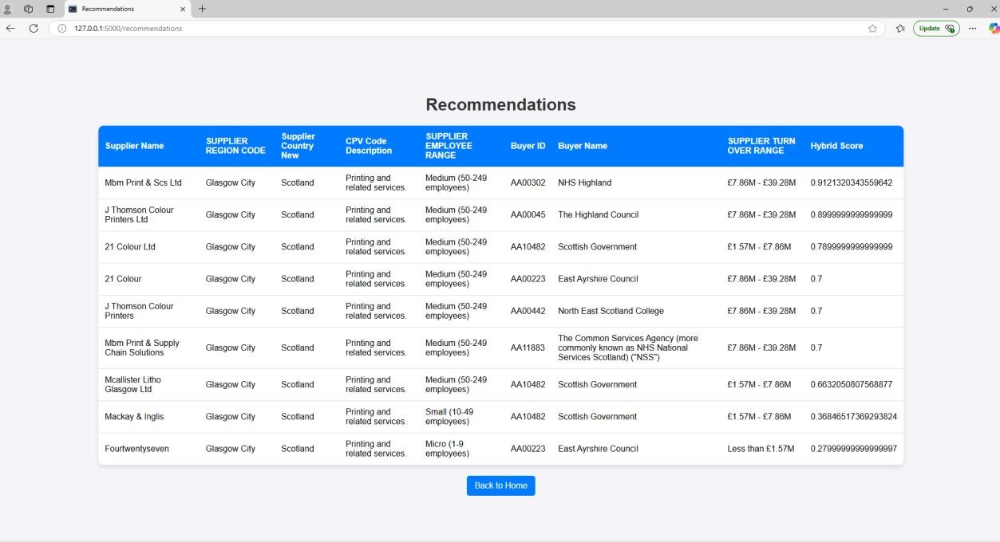 Recommendations
127.0.0.1:5000/recommendations
Update
Recommendations
Supplier Name SUPPLIER REGION CODE Supplier Country New CPV Code Description SUPPLIER EMPLOYEE RANGE Buyer ID Buyer Name SUPPLIER TURN OVER RANGE Hybrid Score
Mbm Print & Scs Ltd Glasgow City Scotland Printing and related services. Medium (50-249 employees) AA00302 NHS Highland £7.86M - £39.28M 0.9121320343559642
J Thomson Colour Printers Ltd Glasgow City Scotland Printing and related services. Medium (50-249 employees) AA00045 The Highland Council £7.86M - £39.28M 0.8999999999999999
21 Colour Ltd Glasgow City Scotland Printing and related services. Medium (50-249 employees) AA10482 Scottish Government £1.57M - £7.86M 0.7899999999999999
21 Colour Glasgow City Scotland Printing and related services. Medium (50-249 employees) AA00223 East Ayrshire Council £7.86M - £39.28M 0.7
J Thomson Colour Printers Glasgow City Scotland Printing and related services. Medium (50-249 employees) AA00442 North East Scotland College £7.86M - £39.28M 0.7
Mbm Print & Supply Chain Solutions Glasgow City Scotland Printing and related services. Medium (50-249 employees) AA11883 The Common Services Agency (more commonly known as NHS National Services Scotland) ("NSS") £7.86M - £39.28M 0.7
Mcallister Litho Glasgow Ltd Glasgow City Scotland Printing and related services. Medium (50-249 employees) AA10482 Scottish Government £1.57M - £7.86M 0.6632050807568877
Mackay & Inglis Glasgow City Scotland Printing and related services. Small (10-49 employees) AA10482 Scottish Government £1.57M - £7.86M 0.36846517369293824
Fourtwentyseven Glasgow City Scotland Printing and related services. Micro (1-9 employees) AA00223 East Ayrshire Council Less than £1.57M 0.27999999999999997
Back to Home